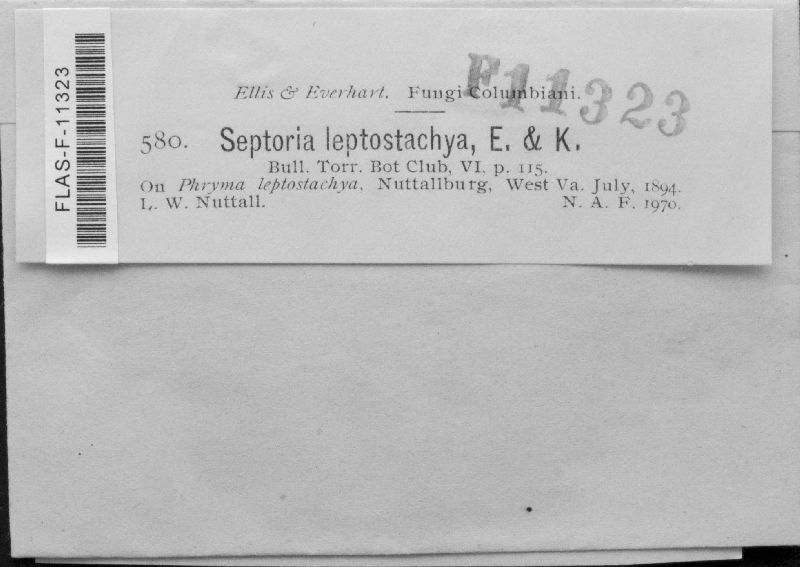 FLAS-F-11323
F11323
Ellis & Everhart. Fungi Columbiani.
580. Septoria leptostachya, E. & K.
Bull. Torr. Bot Club, VI, p. 115.
On Phryma leptostachya, Nuttallburg, West Va. July, 1894.
L. W. Nuttall. N. A. F. 1970.